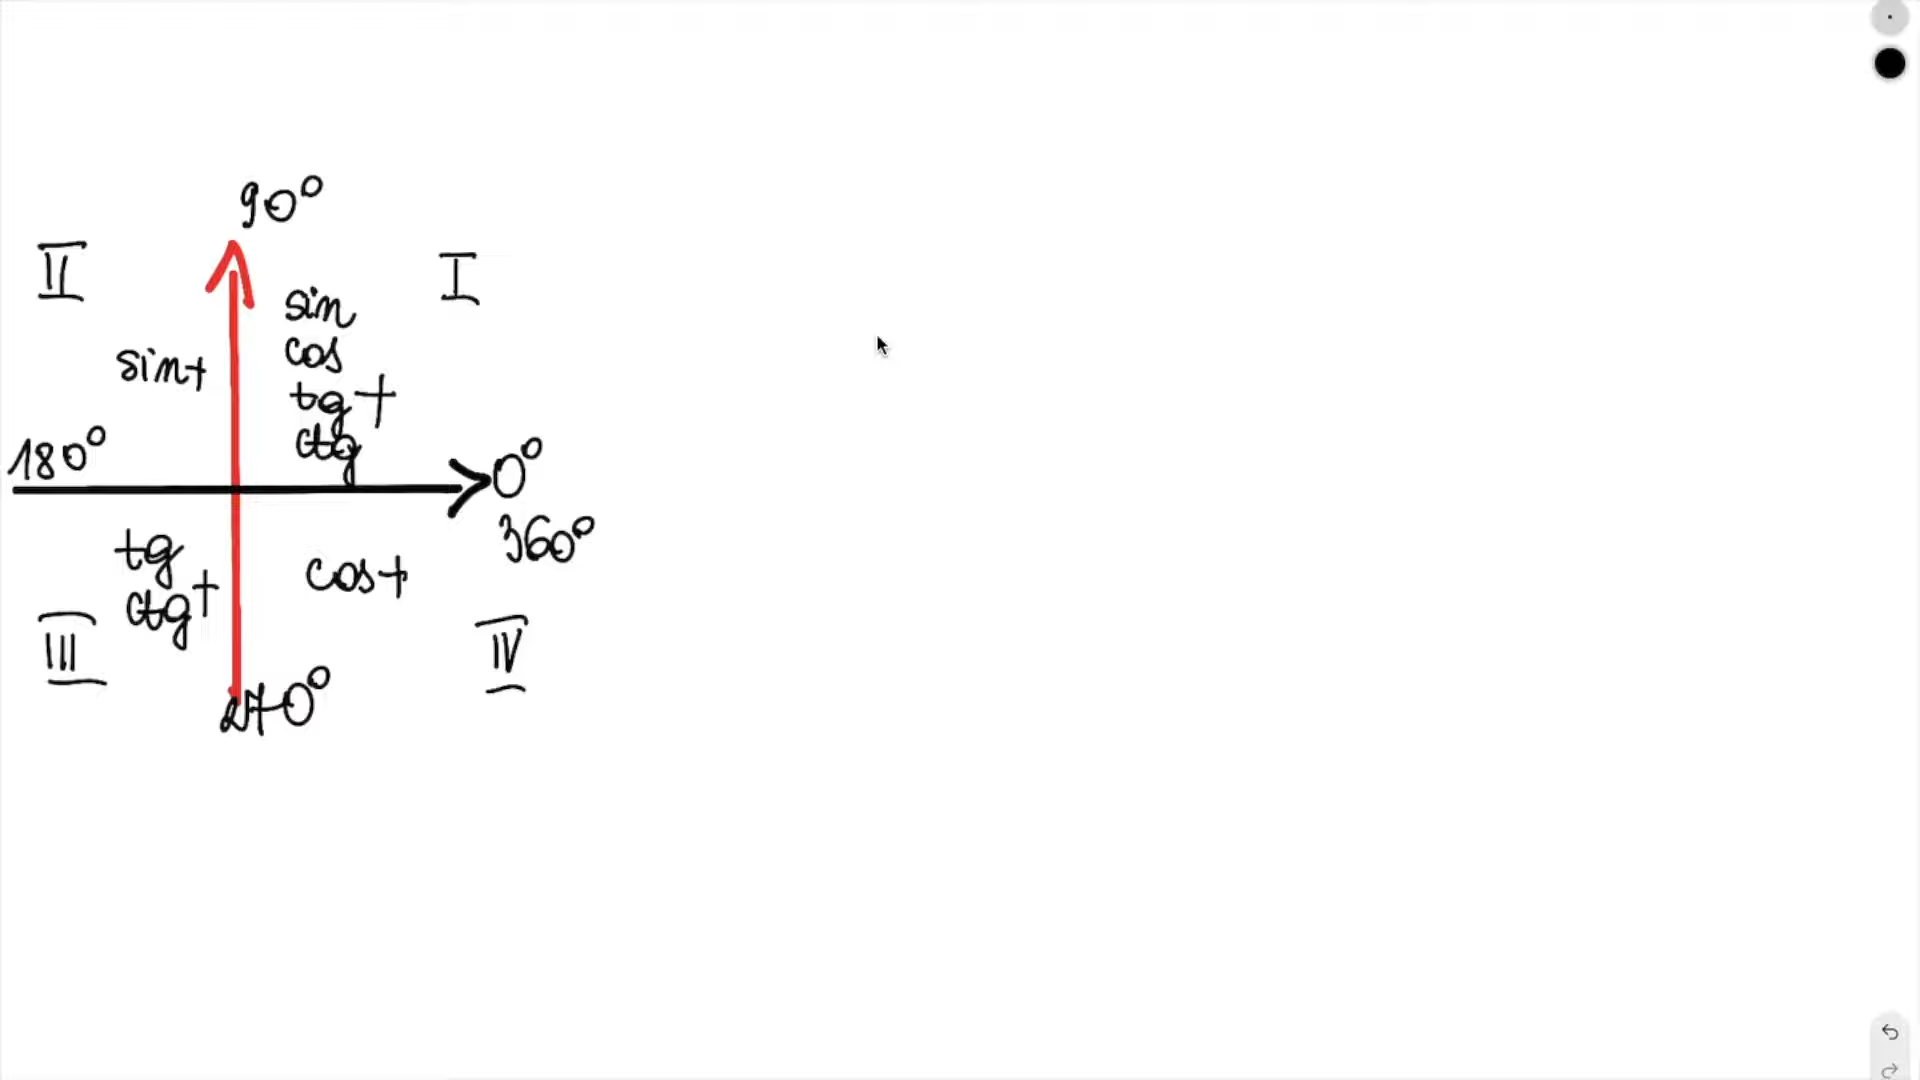 90°
II
I
sin
cos
tg +
ctg
sin+
180°
0°
360°
tg
ctg+
cos+
III
IV
270°